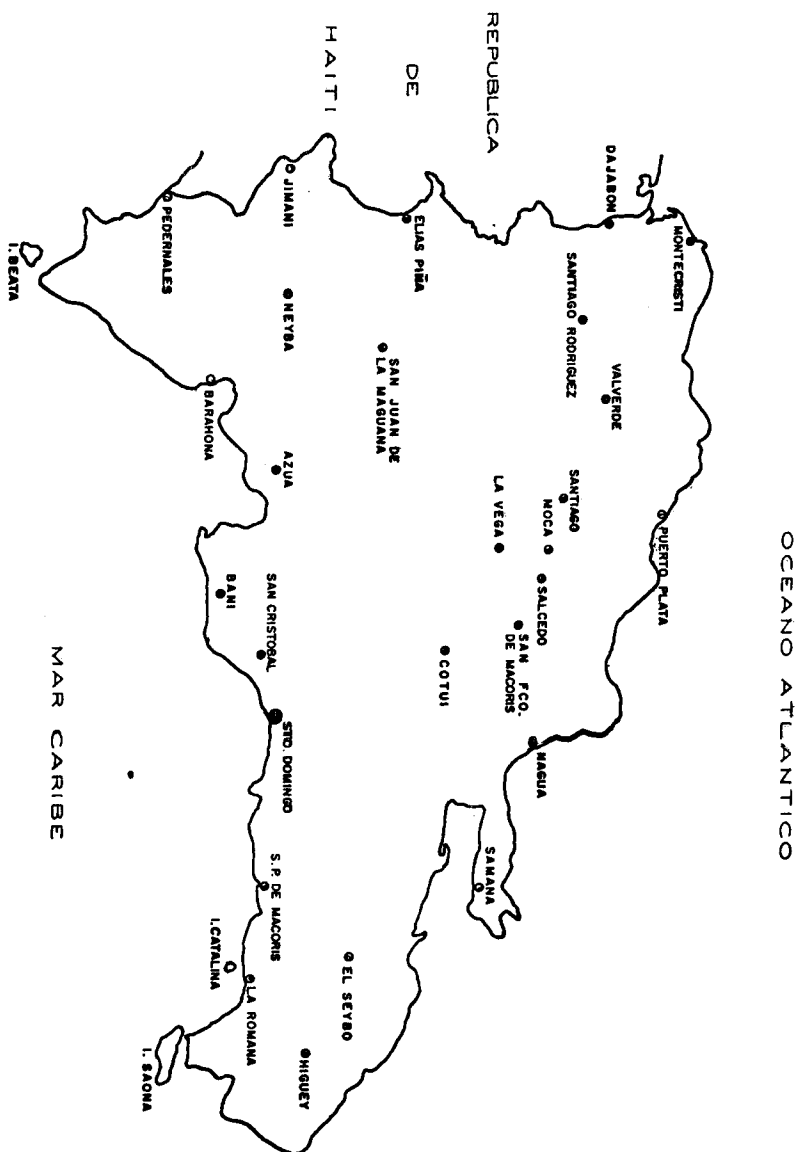 OCEANO ATLANTICO
REPUBLICA
DE
HAITI
MONTECRISTI
DAJABON
PUERTO PLATA
VALVERDE
SANTIAGO RODRIGUEZ
SANTIAGO
MOCA
SALCEDO
LA VEGA
SAN FCO.
DE MACORIS
NAGUA
SAMANA
COTUI
ELIAS PIÑA
SAN JUAN DE
LA MAGUANA
EL SEYBO
HIGUEY
JIMANI
NEYBA
AZUA
SAN CRISTOBAL
STO. DOMINGO
S.P. DE MACORIS
LA ROMANA
I.CATALINA
I. SAONA
BANI
BARAHONA
PEDERNALES
I.BEATA
MAR CARIBE